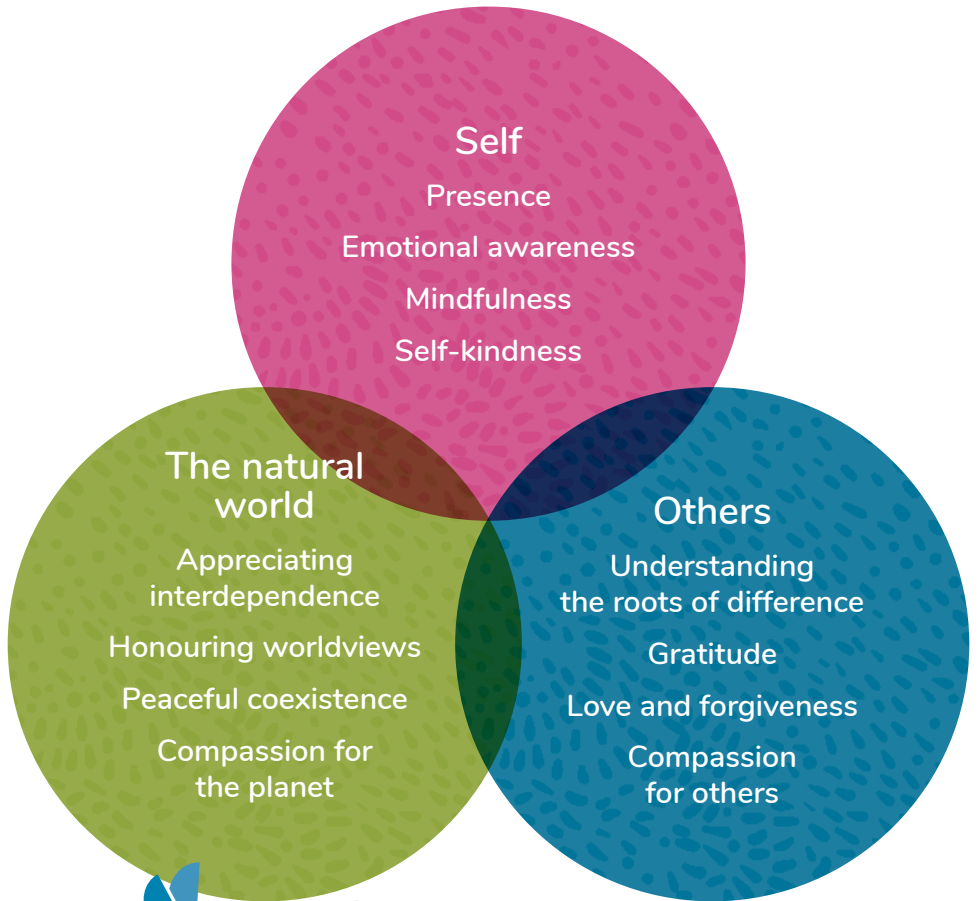 Self
Presence
Emotional awareness
Mindfulness
Self-kindness
The natural
world
Appreciating
interdependence
Honouring worldviews
Peaceful coexistence
Compassion for
the planet
Others
Understanding
the roots of difference
Gratitude
Love and forgiveness
Compassion
for others